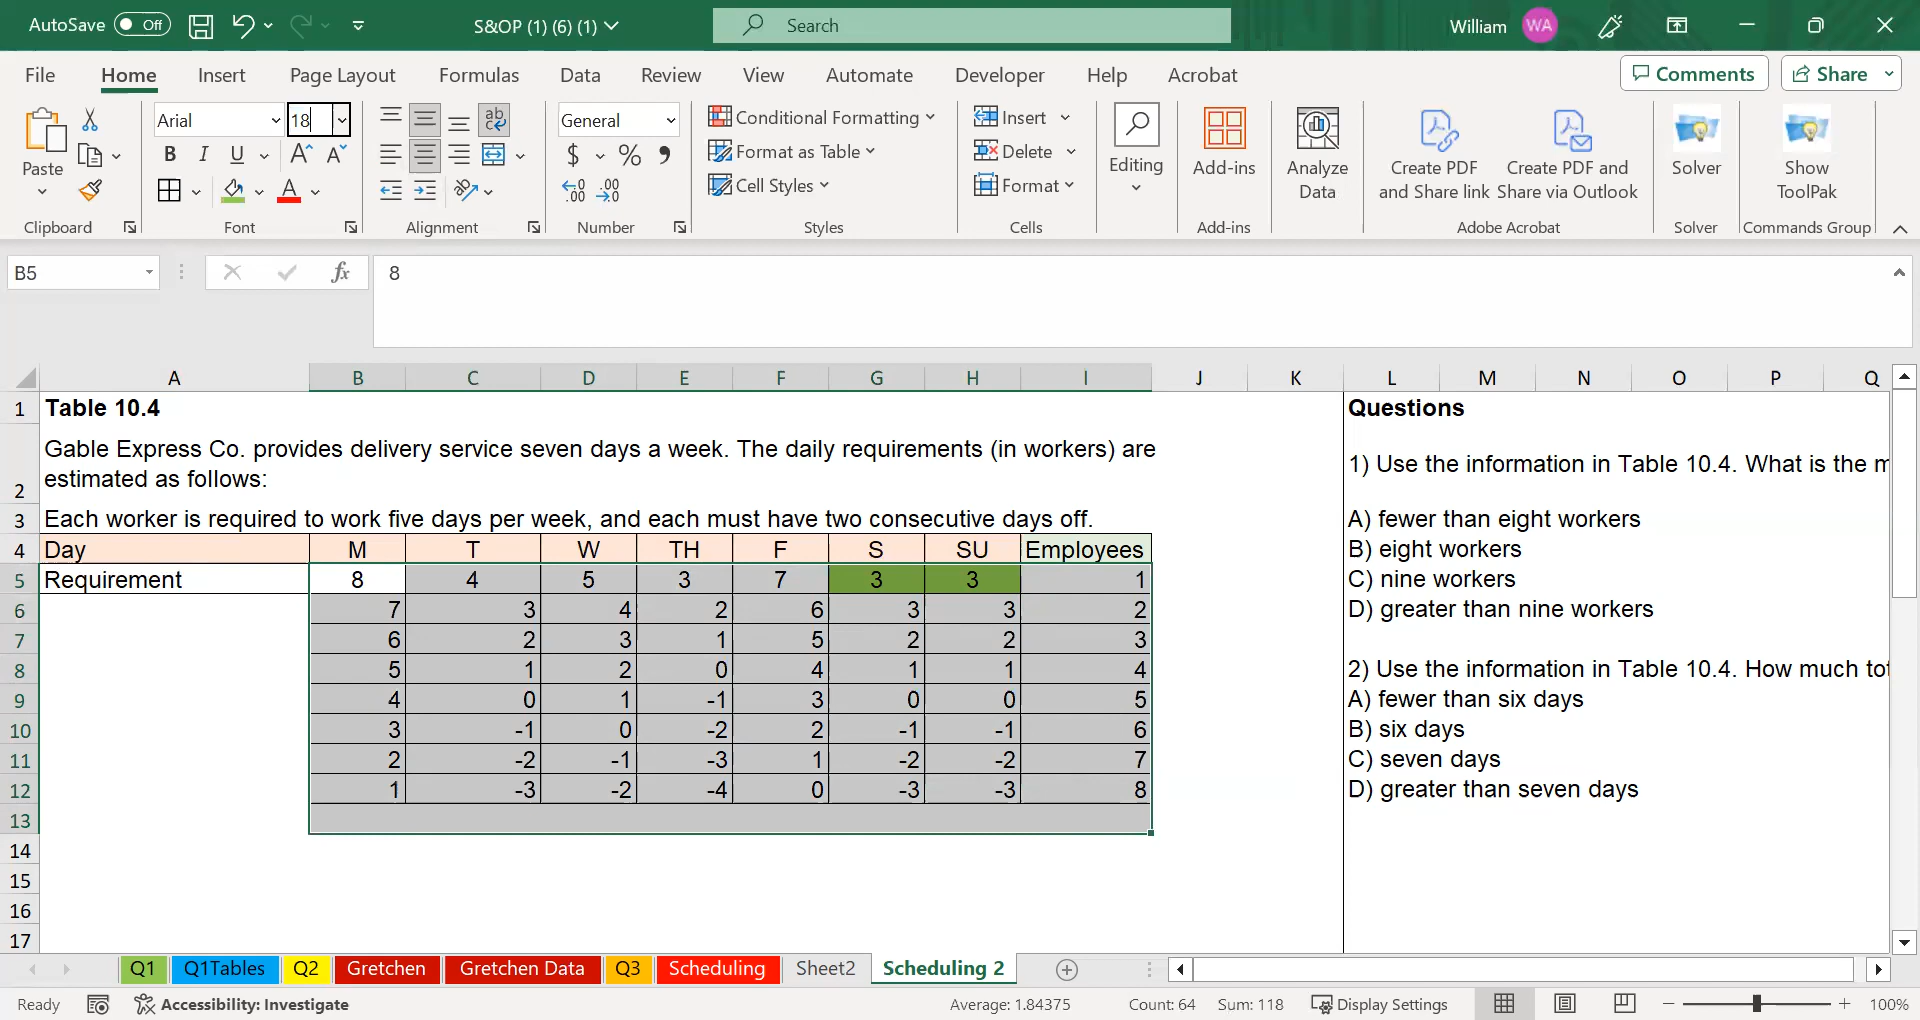 AutoSave Off S&OP (1) (6) (1) Search William WA
File Home Insert Page Layout Formulas Data Review View Automate Developer Help Acrobat Comments Share
Paste Arial 18 General Conditional Formatting Insert
B I U A A ab $ % Format as Table Delete Editing Add-ins Analyze Data Create PDF and Share link Create PDF and Share via Outlook Solver Show ToolPak
A .00 .00 Cell Styles Format
Clipboard Font Alignment Number Styles Cells Add-ins Adobe Acrobat Solver Commands Group
B5 fx 8
A B C D E F G H I J K L M N O P Q
1 Table 10.4 Questions
Gable Express Co. provides delivery service seven days a week. The daily requirements (in workers) are
2 estimated as follows: 1) Use the information in Table 10.4. What is the m
3 Each worker is required to work five days per week, and each must have two consecutive days off. A) fewer than eight workers
4 Day M T W TH F S SU Employees B) eight workers
5 Requirement 8 4 5 3 7 3 3 1 C) nine workers
6 7 3 4 2 6 3 3 2 D) greater than nine workers
7 6 2 3 1 5 2 2 3
8 5 1 2 0 4 1 1 4 2) Use the information in Table 10.4. How much tot
9 4 0 1 -1 3 0 0 5 A) fewer than six days
10 3 -1 0 -2 2 -1 -1 6 B) six days
11 2 -2 -1 -3 1 -2 -2 7 C) seven days
12 1 -3 -2 -4 0 -3 -3 8 D) greater than seven days
13
14
15
16
17
Q1 Q1Tables Q2 Gretchen Gretchen Data Q3 Scheduling Sheet2 Scheduling 2
Ready Accessibility: Investigate Average: 1.84375 Count: 64 Sum: 118 Display Settings 100%